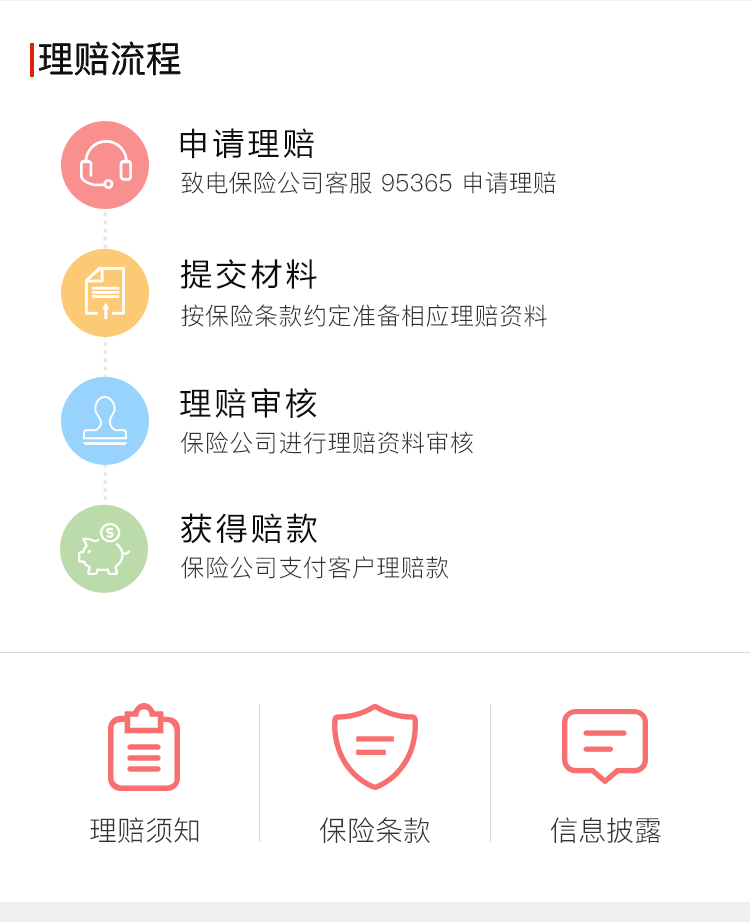 理赔流程
申请理赔
致电保险公司客服 95365 申请理赔
提交材料
按保险条款约定准备相应理赔资料
理赔审核
保险公司进行理赔资料审核
$
获得赔款
保险公司支付客户理赔款
理赔须知
保险条款
信息披露